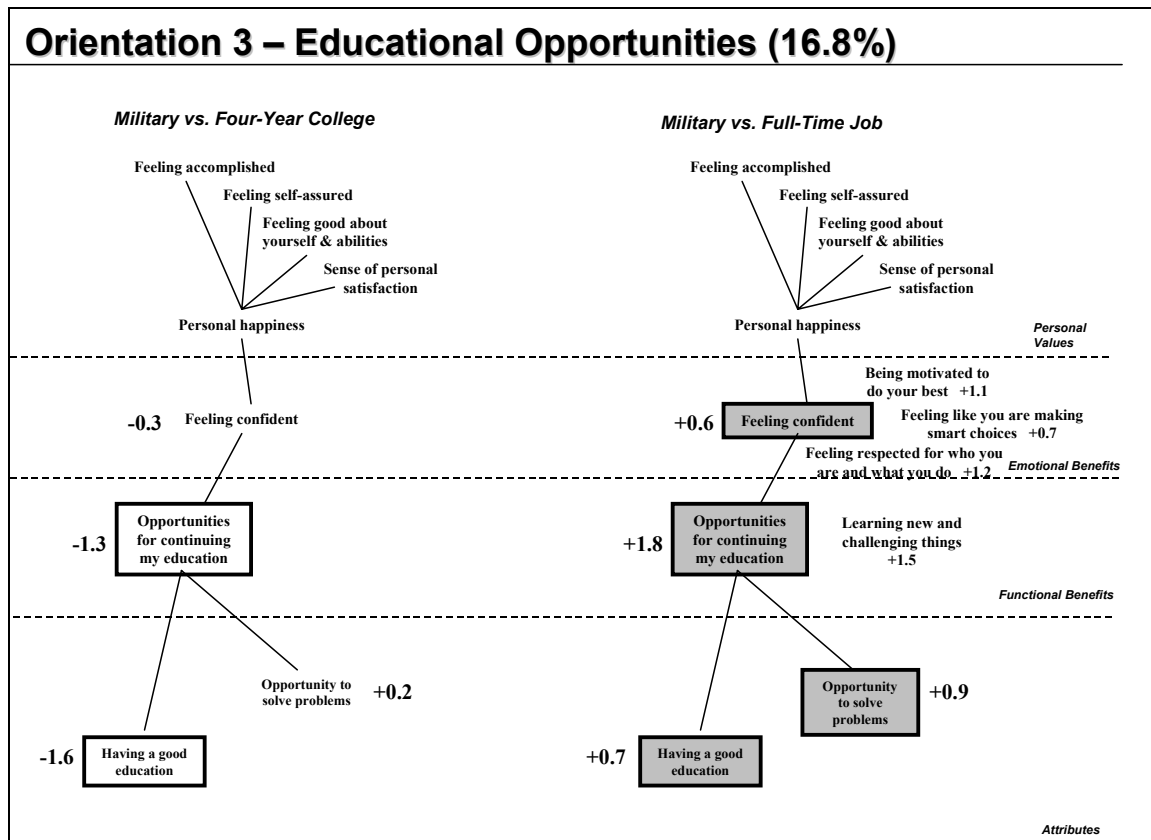 Orientation 3 – Educational Opportunities (16.8%)
Military vs. Four-Year College
Feeling accomplished
Feeling self-assured
Feeling good about
yourself & abilities
Sense of personal
satisfaction
Personal happiness
-0.3 Feeling confident
-1.3
Opportunities
for continuing
my education
Opportunity to
solve problems
+0.2
-1.6
Having a good
education
Military vs. Full-Time Job
Feeling accomplished
Feeling self-assured
Feeling good about
yourself & abilities
Sense of personal
satisfaction
Personal happiness
Personal
Values
Being motivated to
do your best +1.1
+0.6 Feeling confident
Feeling like you are making
smart choices +0.7
Feeling respected for who you
are and what you do +1.2
Emotional Benefits
+1.8
Opportunities
for continuing
my education
Learning new and
challenging things
+1.5
Functional Benefits
Opportunity
to solve
problems
+0.9
+0.7
Having a good
education
Attributes